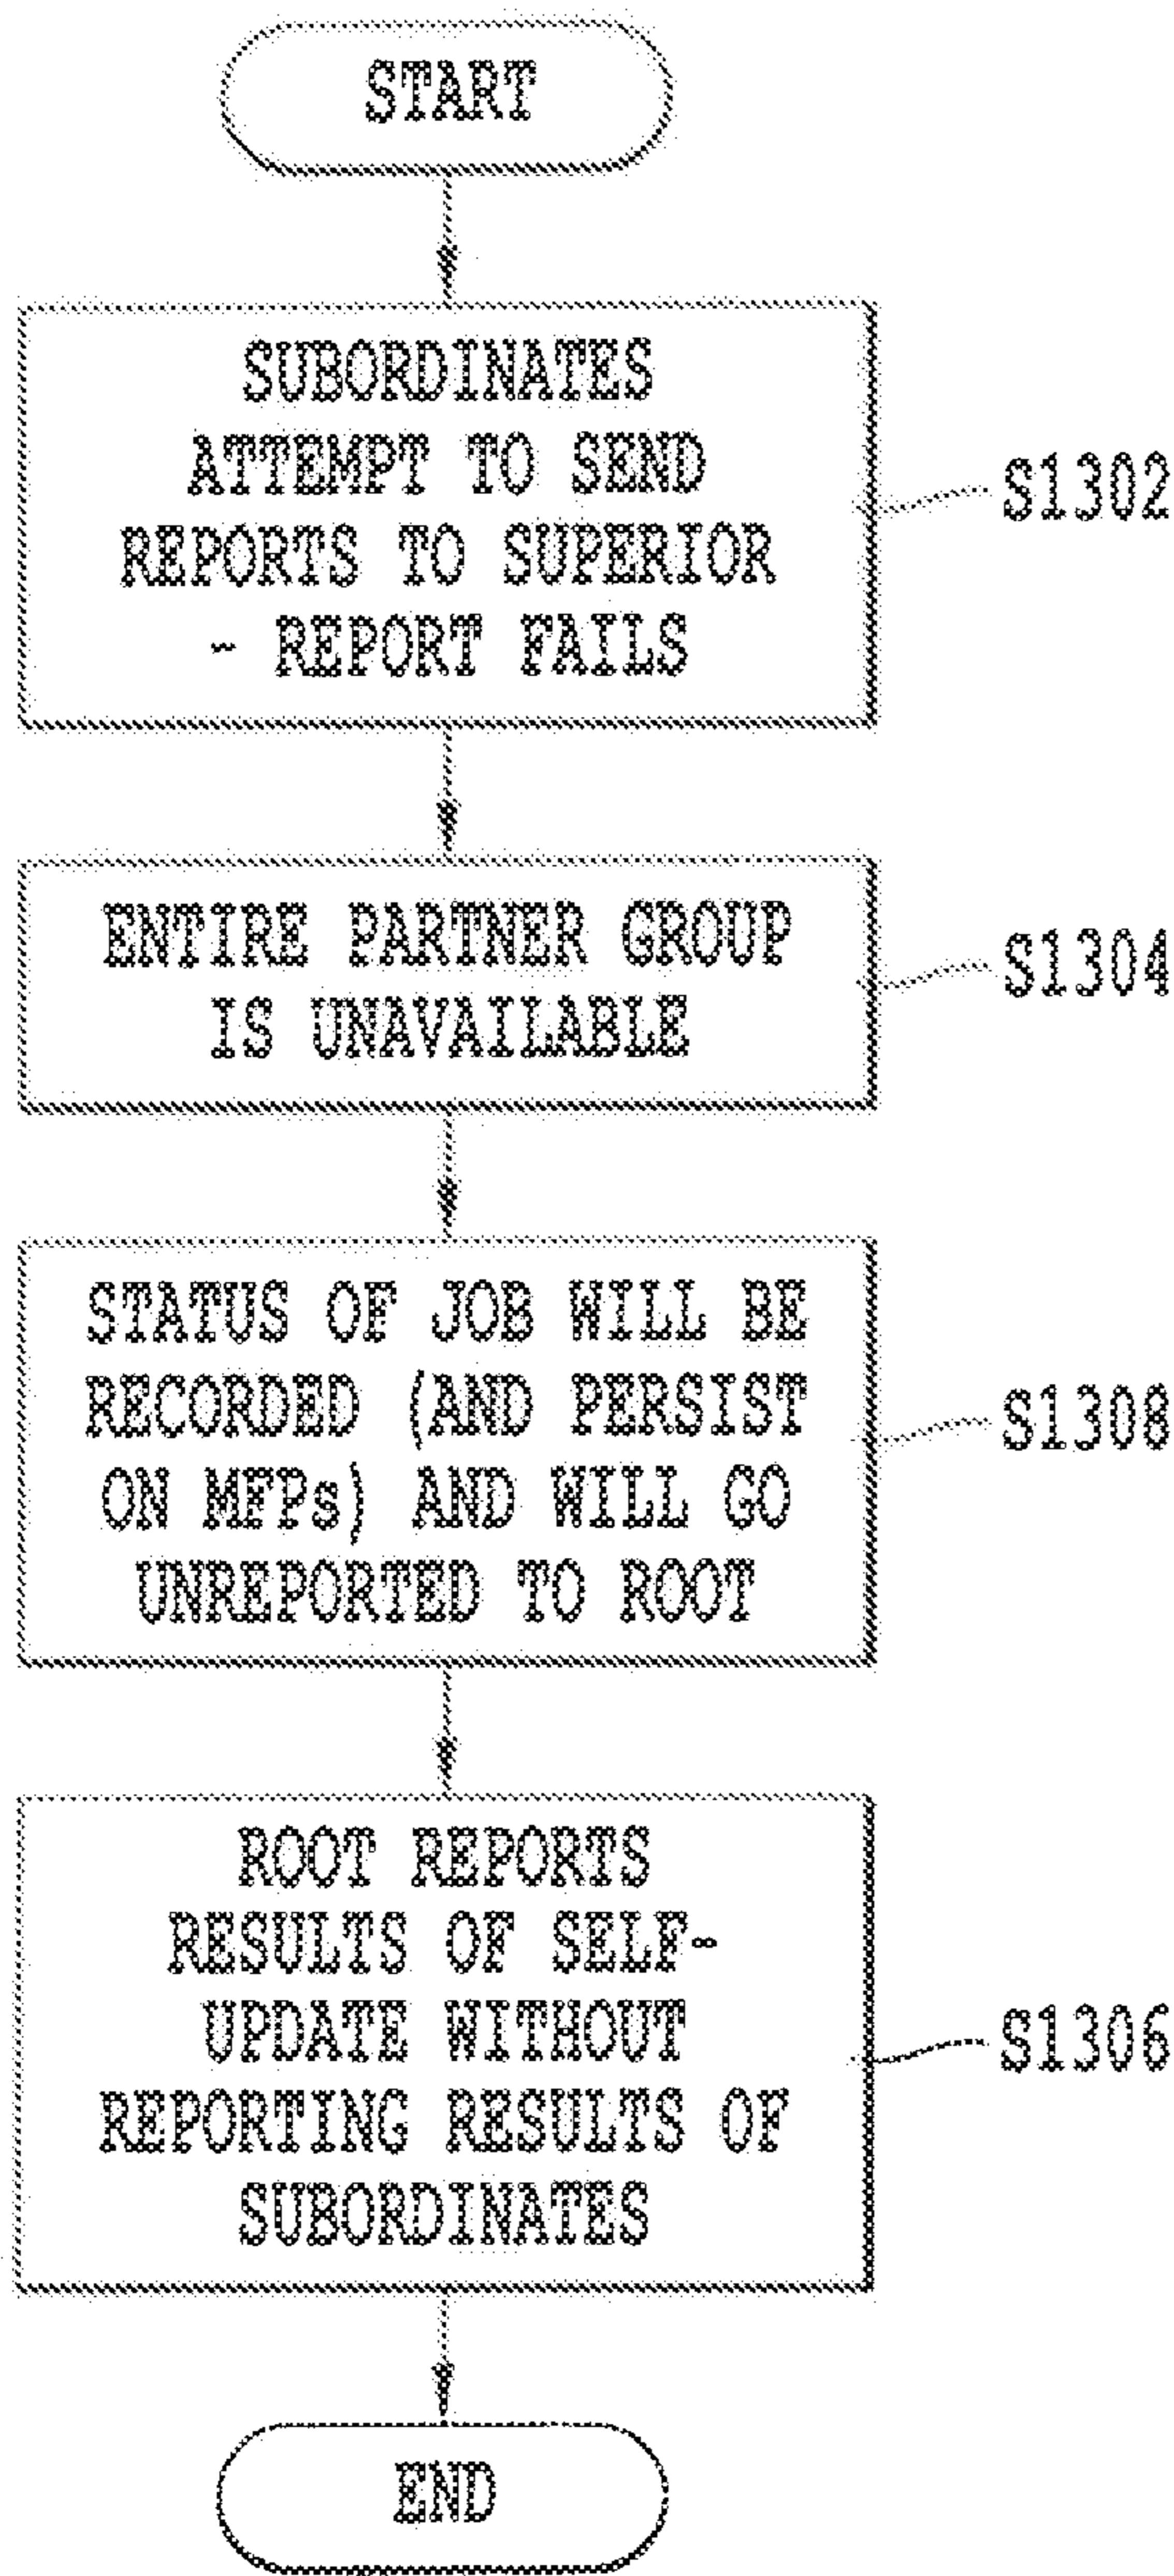 START
SUBORDINATES
ATTEMPT TO SEND
REPORTS TO SUPERIOR
- REPORT FAILS
S1302
ENTIRE PARTNER GROUP
IS UNAVAILABLE
S1304
STATUS OF JOB WILL BE
RECORDED (AND PERSIST
ON MFPs) AND WILL GO
UNREPORTED TO ROOT
S1308
ROOT REPORTS
RESULTS OF SELF-
UPDATE WITHOUT
REPORTING RESULTS OF
SUBORDINATES
S1306
END